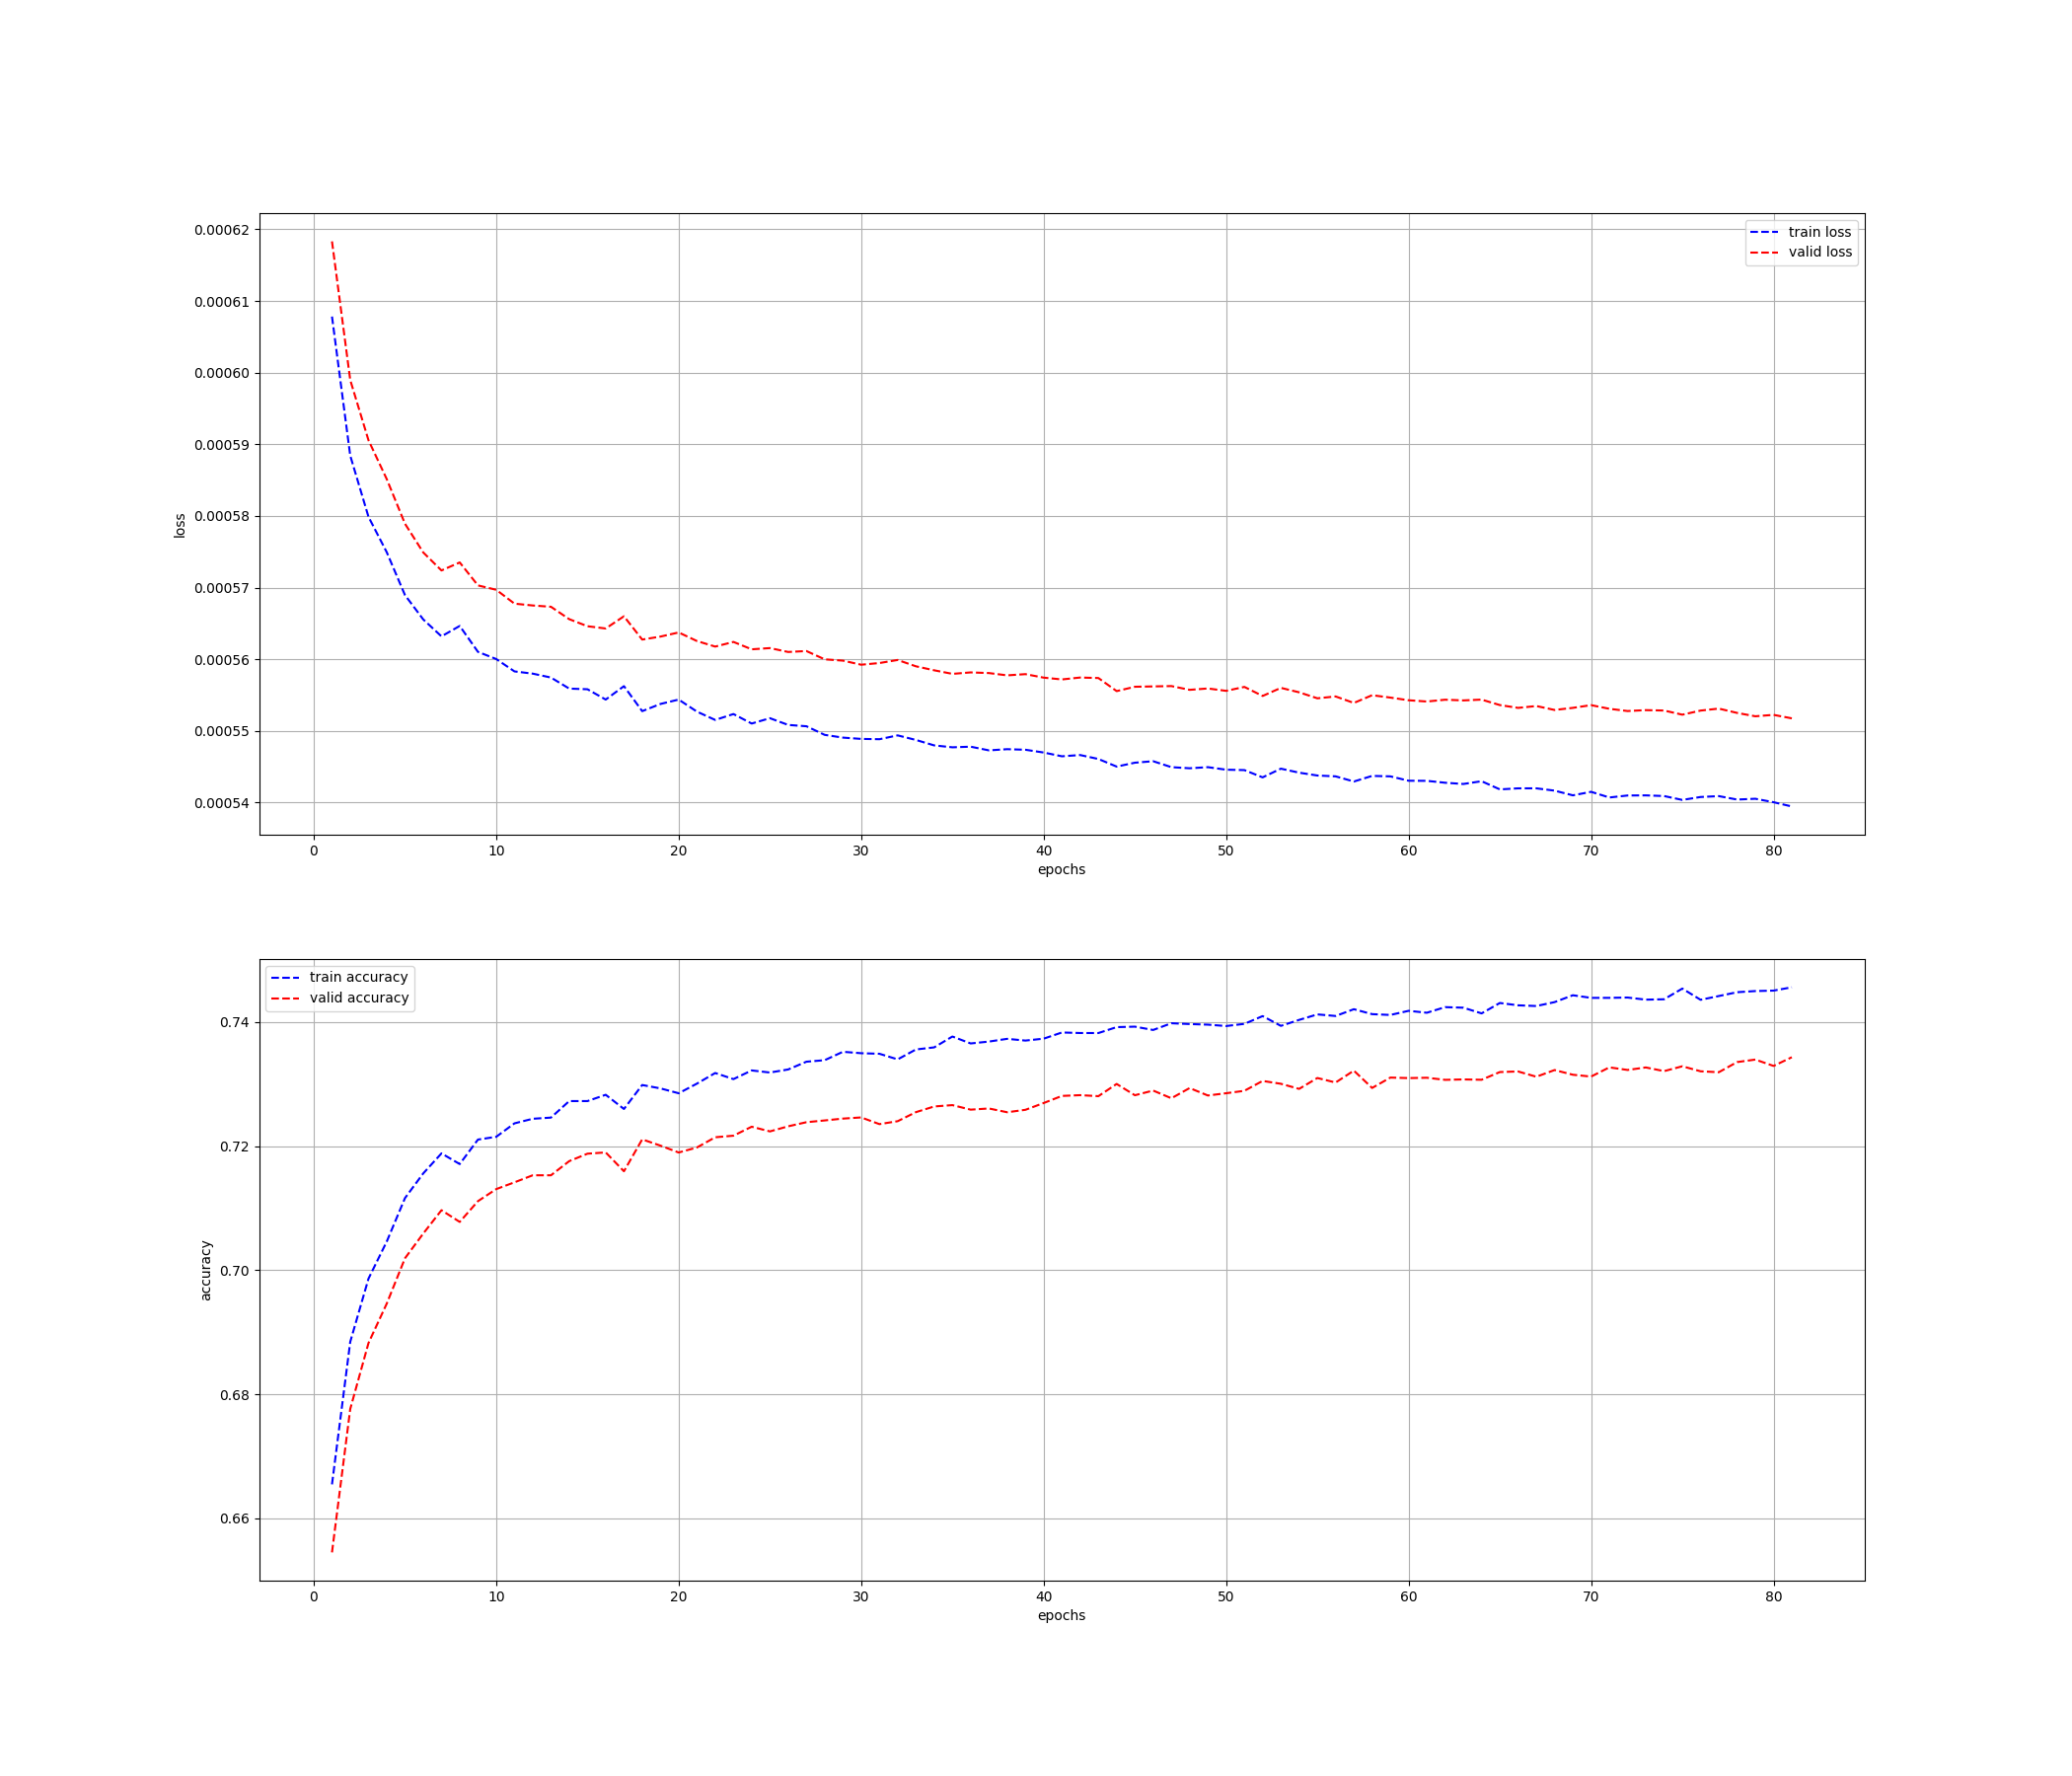 0.00062
0.00061
0.00060
0.00059
0.00058
0.00057
0.00056
0.00055
0.00054
loss
train loss
valid loss
0 10 20 30 40 50 60 70 80
epochs
train accuracy
valid accuracy
0.74
0.72
0.70
0.68
0.66
accuracy
0 10 20 30 40 50 60 70 80
epochs